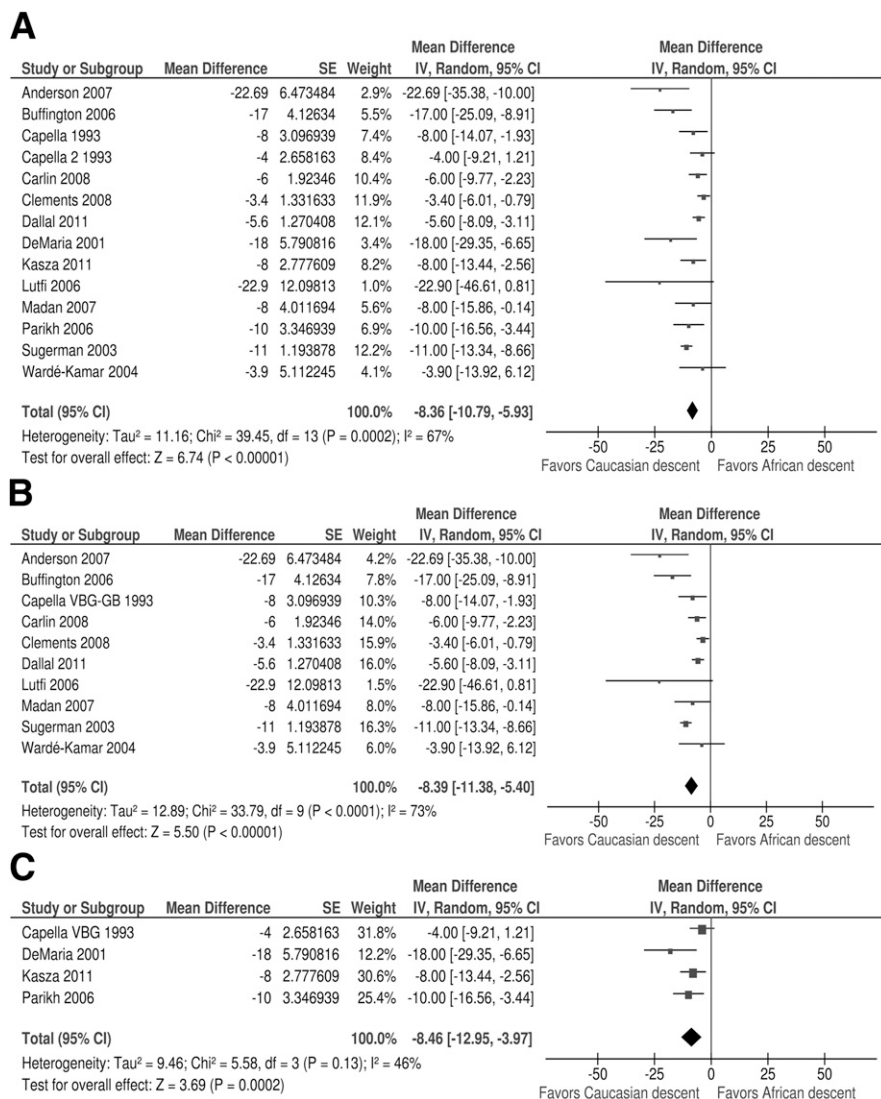 A
Mean Difference Mean Difference
Study or Subgroup Mean Difference SE Weight IV, Random, 95% CI IV, Random, 95% CI
Anderson 2007 -22.69 6.473484 2.9% -22.69 [-35.38, -10.00]
Buffington 2006 -17 4.12634 5.5% -17.00 [-25.09, -8.91]
Capella 1993 -8 3.096939 7.4% -8.00 [-14.07, -1.93]
Capella 2 1993 -4 2.658163 8.4% -4.00 [-9.21, 1.21]
Carlin 2008 -6 1.92346 10.4% -6.00 [-9.77, -2.23]
Clements 2008 -3.4 1.331633 11.9% -3.40 [-6.01, -0.79]
Dallal 2011 -5.6 1.270408 12.1% -5.60 [-8.09, -3.11]
DeMaria 2001 -18 5.790816 3.4% -18.00 [-29.35, -6.65]
Kasza 2011 -8 2.777609 8.2% -8.00 [-13.44, -2.56]
Lutfi 2006 -22.9 12.09813 1.0% -22.90 [-46.61, 0.81]
Madan 2007 -8 4.011694 5.6% -8.00 [-15.86, -0.14]
Parikh 2006 -10 3.346939 6.9% -10.00 [-16.56, -3.44]
Sugerman 2003 -11 1.193878 12.2% -11.00 [-13.34, -8.66]
Wardé-Kamar 2004 -3.9 5.112245 4.1% -3.90 [-13.92, 6.12]
Total (95% CI) 100.0% -8.36 [-10.79, -5.93]
Heterogeneity: Tau² = 11.16; Chi² = 39.45, df = 13 (P = 0.0002); I² = 67%
Test for overall effect: Z = 6.74 (P < 0.00001)
-50 -25 0 25 50
Favors Caucasian descent Favors African descent
B
Mean Difference Mean Difference
Study or Subgroup Mean Difference SE Weight IV, Random, 95% CI IV, Random, 95% CI
Anderson 2007 -22.69 6.473484 4.2% -22.69 [-35.38, -10.00]
Buffington 2006 -17 4.12634 7.8% -17.00 [-25.09, -8.91]
Capella VBG-GB 1993 -8 3.096939 10.3% -8.00 [-14.07, -1.93]
Carlin 2008 -6 1.92346 14.0% -6.00 [-9.77, -2.23]
Clements 2008 -3.4 1.331633 15.9% -3.40 [-6.01, -0.79]
Dallal 2011 -5.6 1.270408 16.0% -5.60 [-8.09, -3.11]
Lutfi 2006 -22.9 12.09813 1.5% -22.90 [-46.61, 0.81]
Madan 2007 -8 4.011694 8.0% -8.00 [-15.86, -0.14]
Sugerman 2003 -11 1.193878 16.3% -11.00 [-13.34, -8.66]
Wardé-Kamar 2004 -3.9 5.112245 6.0% -3.90 [-13.92, 6.12]
Total (95% CI) 100.0% -8.39 [-11.38, -5.40]
Heterogeneity: Tau² = 12.89; Chi² = 33.79, df = 9 (P < 0.0001); I² = 73%
Test for overall effect: Z = 5.50 (P < 0.00001)
-50 -25 0 25 50
Favors Caucasian descent Favors African descent
C
Mean Difference Mean Difference
Study or Subgroup Mean Difference SE Weight IV, Random, 95% CI IV, Random, 95% CI
Capella VBG 1993 -4 2.658163 31.8% -4.00 [-9.21, 1.21]
DeMaria 2001 -18 5.790816 12.2% -18.00 [-29.35, -6.65]
Kasza 2011 -8 2.777609 30.6% -8.00 [-13.44, -2.56]
Parikh 2006 -10 3.346939 25.4% -10.00 [-16.56, -3.44]
Total (95% CI) 100.0% -8.46 [-12.95, -3.97]
Heterogeneity: Tau² = 9.46; Chi² = 5.58, df = 3 (P = 0.13); I² = 46%
Test for overall effect: Z = 3.69 (P = 0.0002)
-50 -25 0 25 50
Favors Caucasian descent Favors African descent